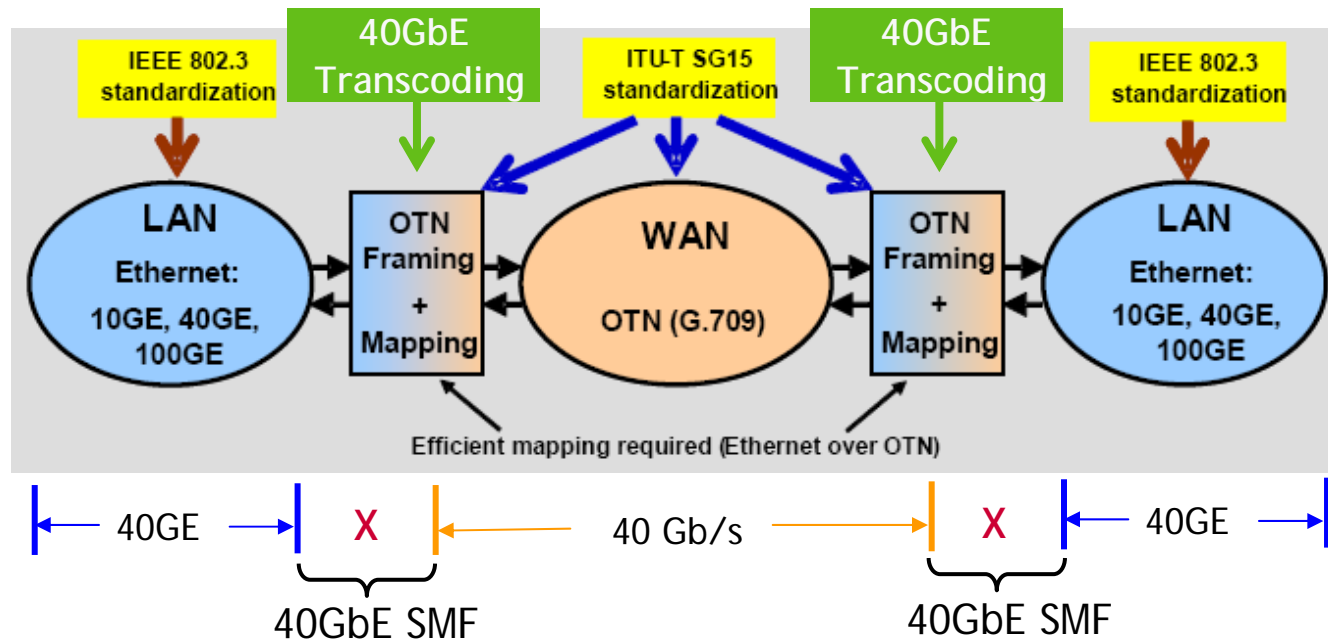 40GbE
Transcoding
40GbE
Transcoding
IEEE 802.3
standardization
ITU-T SG15
standardization
IEEE 802.3
standardization
LAN
Ethernet:
10GE, 40GE,
100GE
OTN
Framing
+
Mapping
WAN
OTN (G.709)
OTN
Framing
+
Mapping
LAN
Ethernet:
10GE, 40GE,
100GE
Efficient mapping required (Ethernet over OTN)
40GE
X
40 Gb/s
X
40GE
40GbE SMF
40GbE SMF